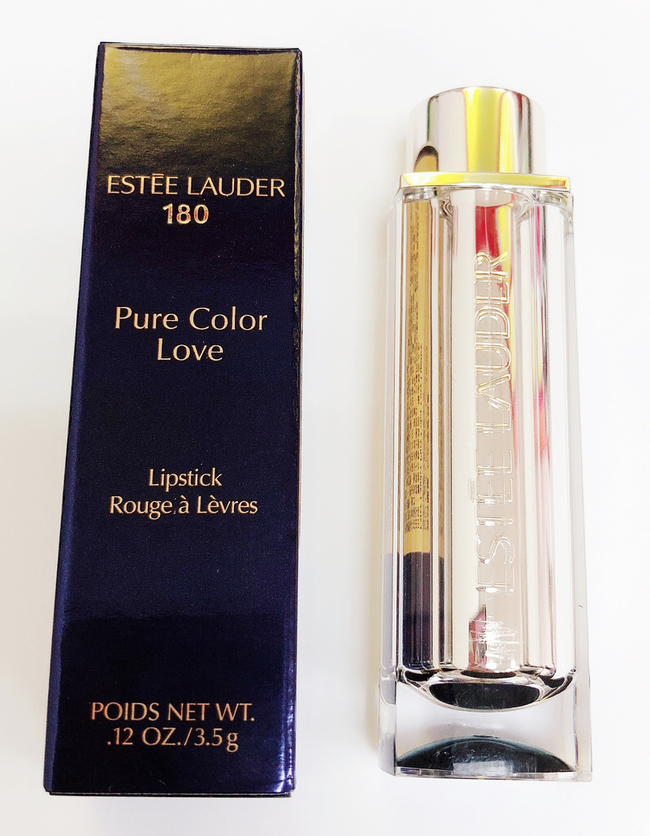 ESTĒE LAUDER
180
Pure Color
Love
Lipstick
Rouge à Lèvres
POIDS NET WT.
.12 OZ./3.5g
ESTĒE LAUDER